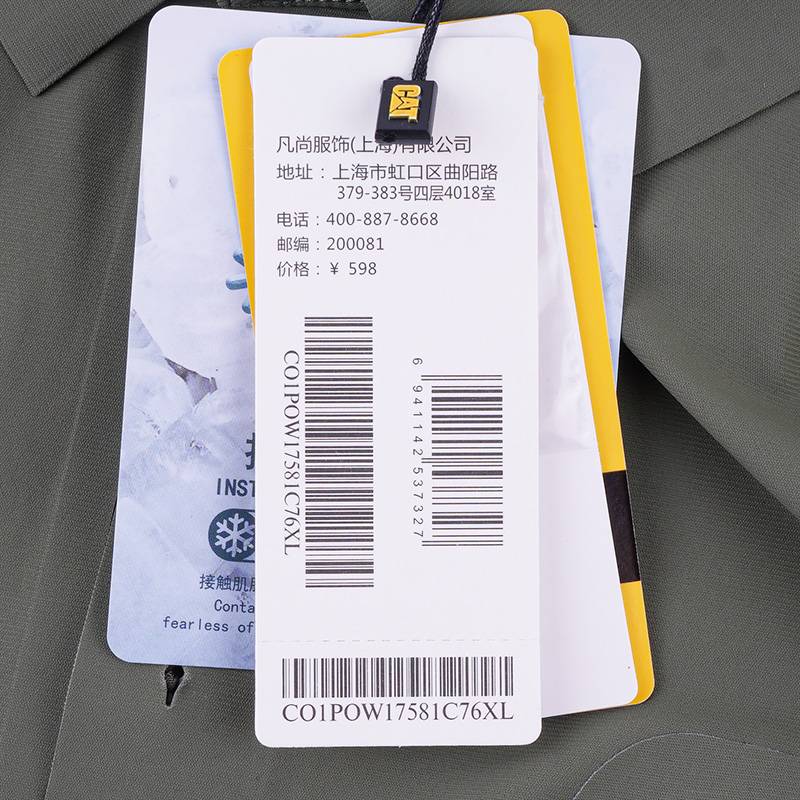 CAT
凡尚服饰(上海)有限公司
地址：上海市虹口区曲阳路
379-383号四层4018室
电话：400-887-8668
邮编：200081
价格：￥ 598
CO1POW17581C76XL
6 941142 537327
INST
接触肌
Conta
fearless of
CO1POW17581C76XL